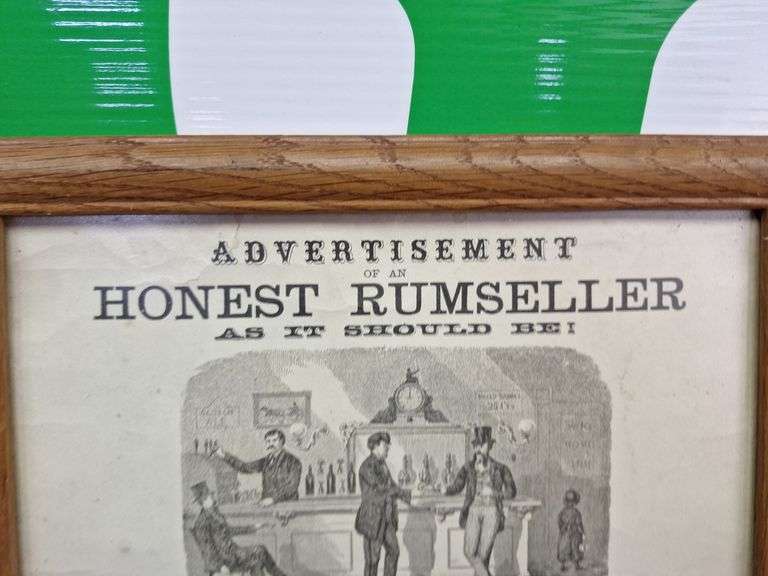 ADVERTISEMENT
OF AN
HONEST RUMSELLER
AS IT SHOULD BE!